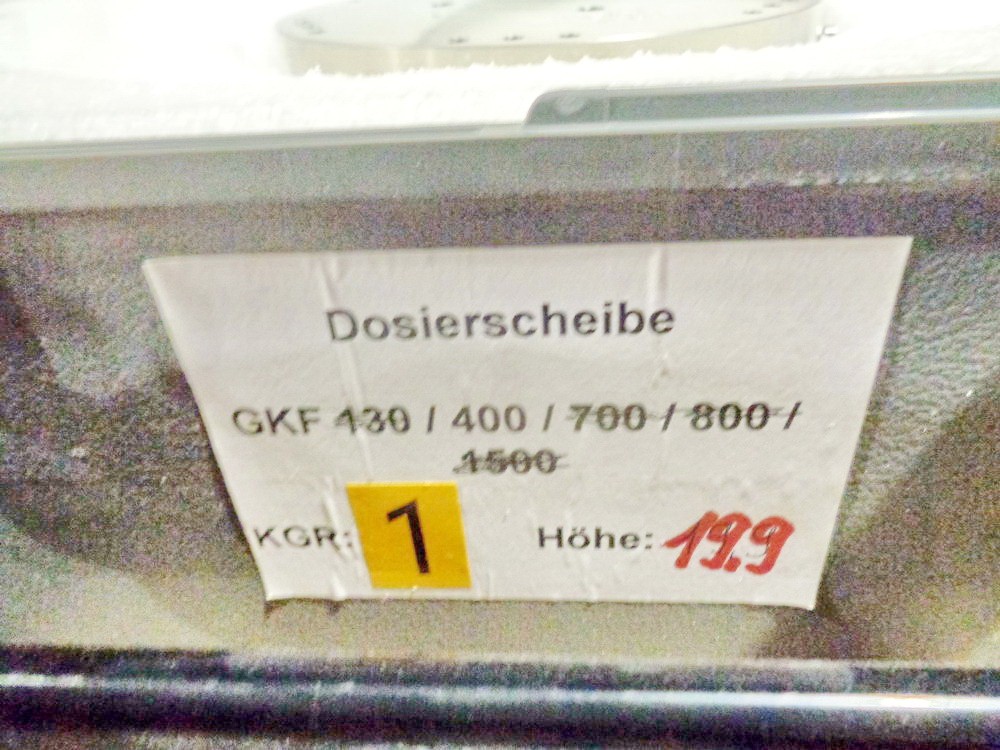 Dosierscheibe
GKF 130 / 400 / 700 / 800 /
1500
KGR: 1 Höhe: 19.9